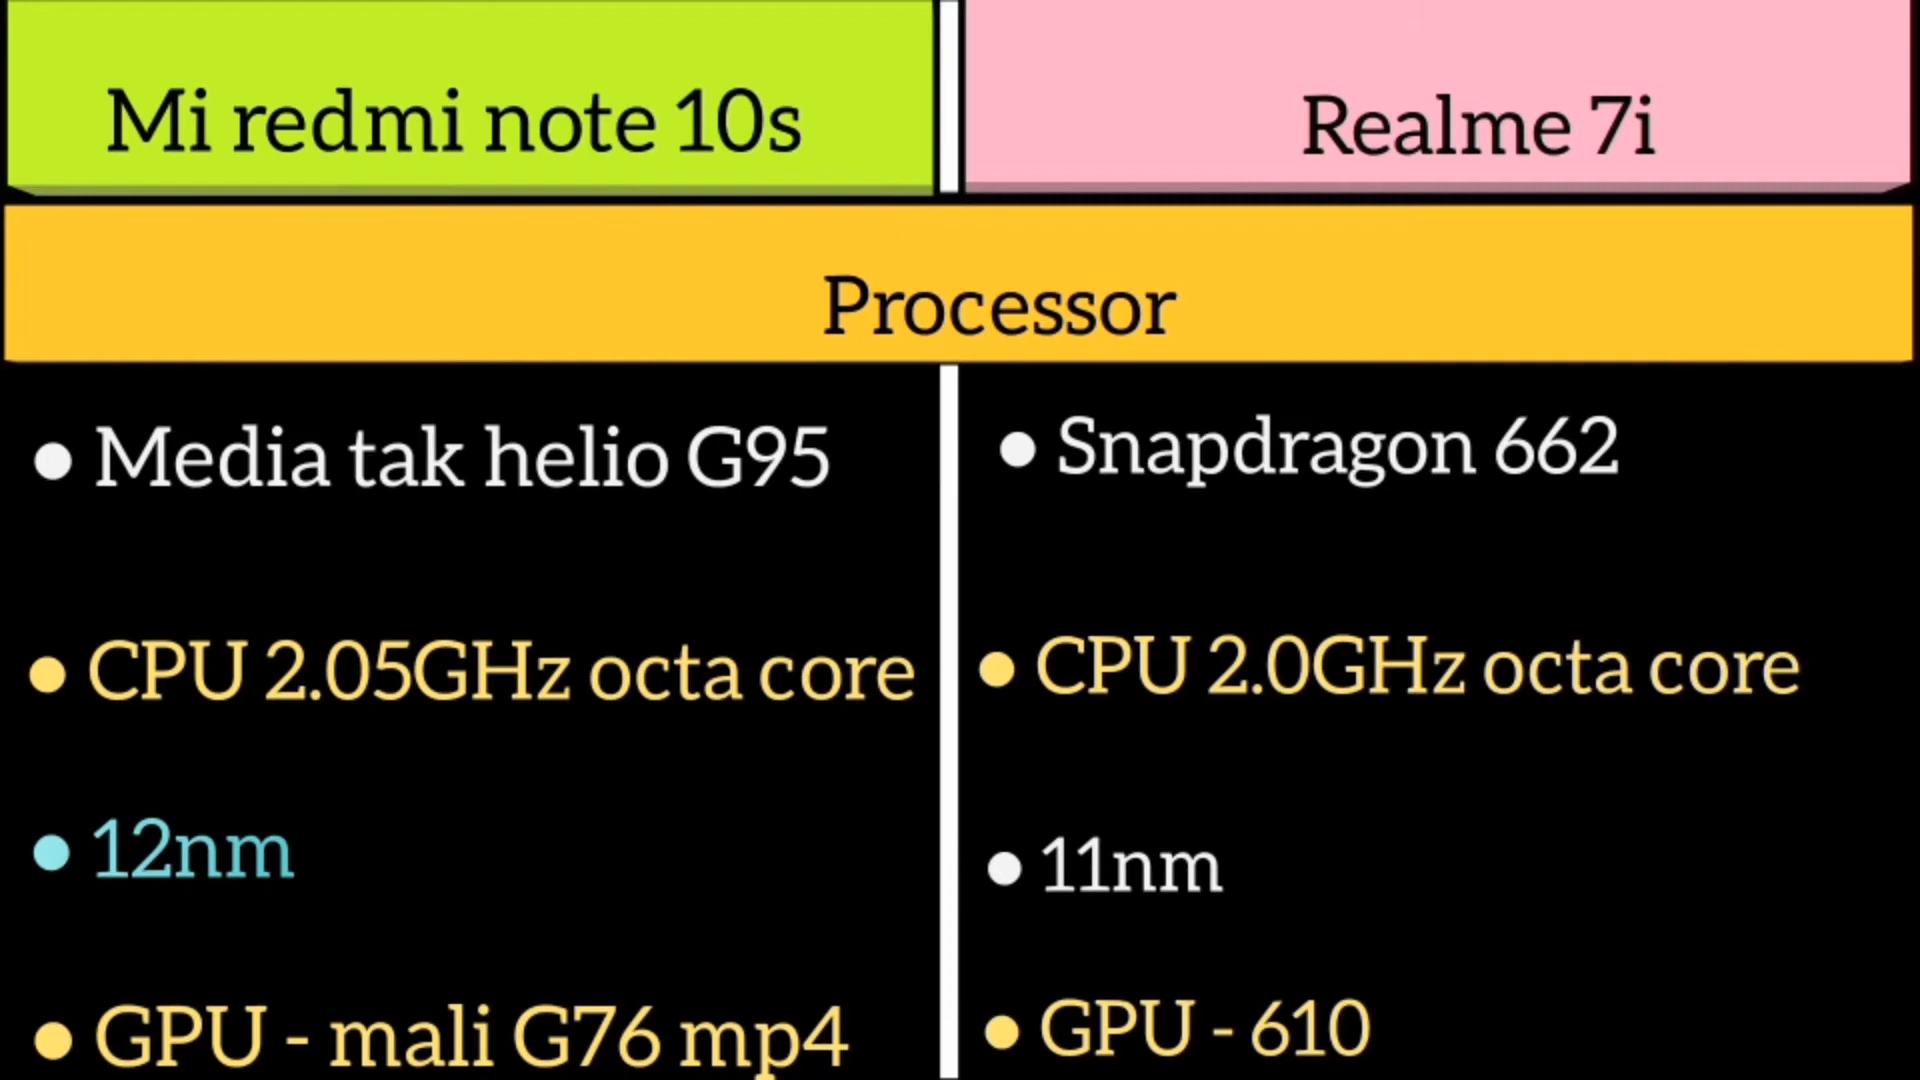 Mi redmi note 10s
Realme 7i
Processor
• Media tak helio G95
• Snapdragon 662
• CPU 2.05GHz octa core
• CPU 2.0GHz octa core
• 12nm
• 11nm
• GPU - mali G76 mp4
• GPU - 610